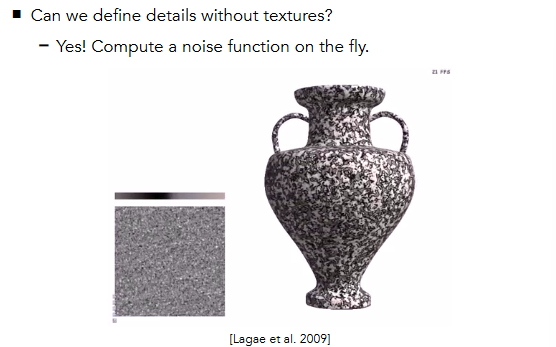 Can we define details without textures?
– Yes! Compute a noise function on the fly.
21 FPS
[Lagae et al. 2009]